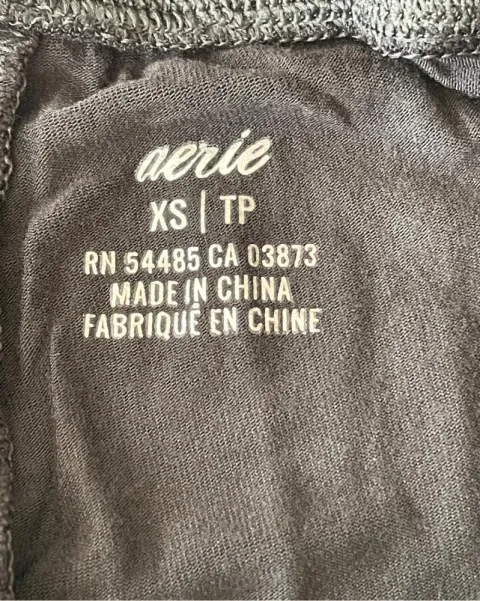 aerie
XS | TP
RN 54485 CA 03873
MADE IN CHINA
FABRIQUÉ EN CHINE